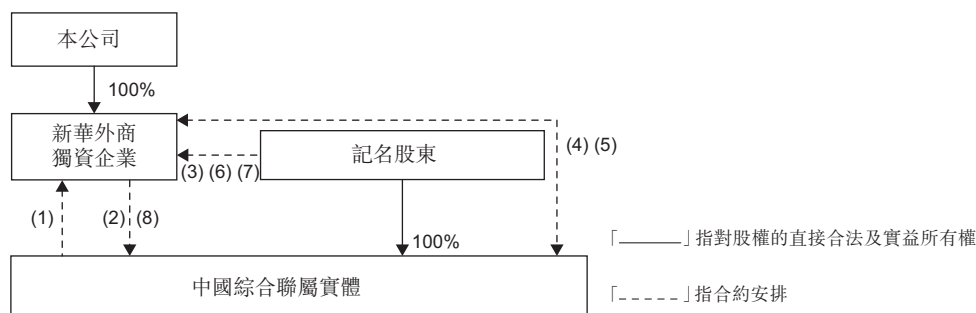 本公司
100%
新華外商
獨資企業
(4) (5)
記名股東
(3) (6) (7)
(1)
(2)
(8)
100%
「______」指對股權的直接合法及實益所有權
中國綜合聯屬實體
「_ _ _ _ _ 」指合約安排